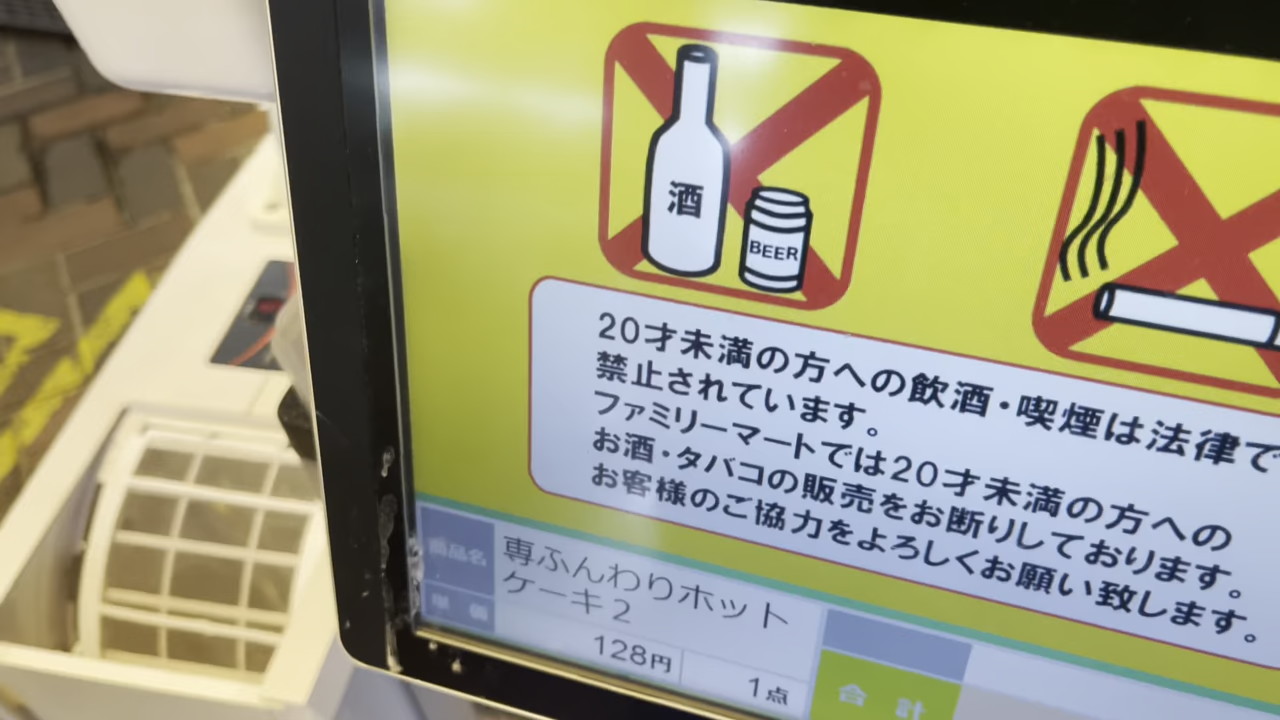 酒
BEER
20才未満の方への飲酒・喫煙は法律で
禁止されています。
ファミリーマートでは20才未満の方への
お酒・タバコの販売をお断りしております。
お客様のご協力をよろしくお願い致します。
商品名
専ふんわりホット
ケーキ2
単価
128円
1点
合計